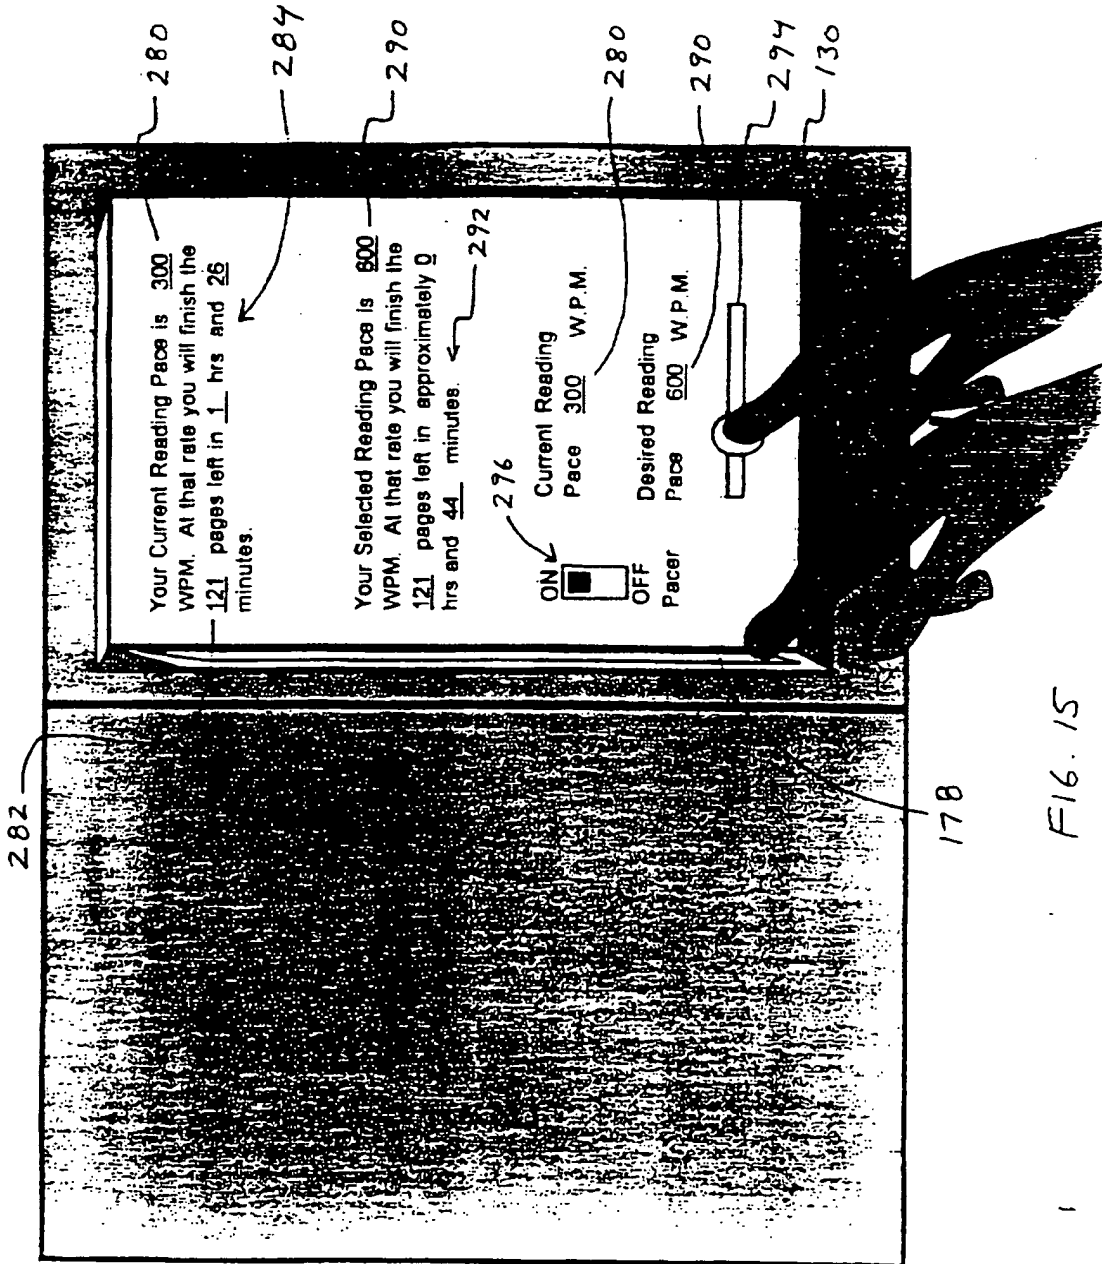 282
280
284
290
Your Current Reading Pace is 300
WPM. At that rate you will finish the
121 pages left in 1 hrs and 26
minutes.
Your Selected Reading Pace is 600
WPM. At that rate you will finish the
121 pages left in approximately 0
hrs and 44 minutes.
292
296
ON
OFF
Pacer
Current Reading
Pace 300 W.P.M.
Desired Reading
Pace 600 W.P.M.
280
290
294
130
178
FIG. 15